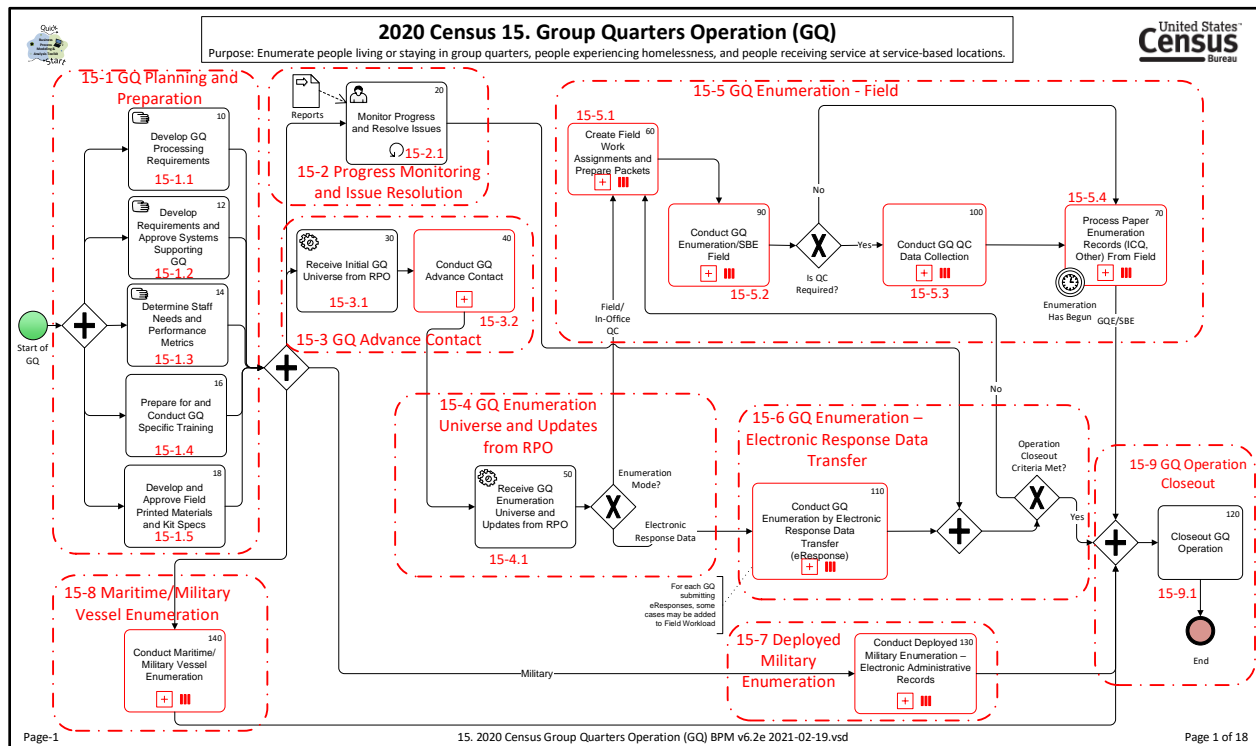 2020 Census 15. Group Quarters Operation (GQ)
Purpose: Enumerate people living or staying in group quarters, people experiencing homelessness, and people receiving service at service-based locations.
Quick
Start
United States
Census
Bureau
15-1 GQ Planning and
Preparation
10
Develop GQ
Processing
Requirements
15-1.1
12
Develop
Requirements and
Approve Systems
Supporting
GQ
15-1.2
14
Determine Staff
Needs and
Performance
Metrics
15-1.3
16
Prepare for and
Conduct GQ
Specific Training
15-1.4
18
Develop and
Approve Field
Printed Materials
and Kit Specs
15-1.5
Start of
GQ
Reports
20
Monitor Progress
and Resolve Issues
15-2.1
15-2 Progress Monitoring
and Issue Resolution
30
Receive Initial GQ
Universe from RPO
15-3.1
40
Conduct GQ
Advance Contact
15-3.2
15-3 GQ Advance Contact
15-4 GQ Enumeration
Universe and Updates
from RPO
50
Receive GQ
Enumeration
Universe and
Updates from RPO
15-4.1
Enumeration
Mode?
Field/
In-Office
QC
Electronic
Response Data
15-5 GQ Enumeration - Field
15-5.1
60
Create Field
Work
Assignments and
Prepare Packets
90
Conduct GQ
Enumeration/SBE
Field
15-5.2
No
Yes
Is QC
Required?
100
Conduct GQ QC
Data Collection
15-5.3
15-5.4
70
Process Paper
Enumeration
Records (ICQ,
Other) From Field
Enumeration
Has Begun
GQE/SBE
15-6 GQ Enumeration –
Electronic Response Data
Transfer
110
Conduct GQ
Enumeration by Electronic
Response Data
Transfer
(eResponse)
For each GQ
submitting
eResponses, some
cases may be added
to Field Workload
No
Operation
Closeout
Criteria Met?
Yes
15-9 GQ Operation
Closeout
120
Closeout GQ
Operation
15-9.1
End
15-8 Maritime/Military
Vessel Enumeration
140
Conduct Maritime/
Military Vessel
Enumeration
Military
15-7 Deployed
Military
Enumeration
130
Conduct Deployed
Military Enumeration –
Electronic Administrative
Records
Page-1
15. 2020 Census Group Quarters Operation (GQ) BPM v6.2e 2021-02-19.vsd
Page 1 of 18